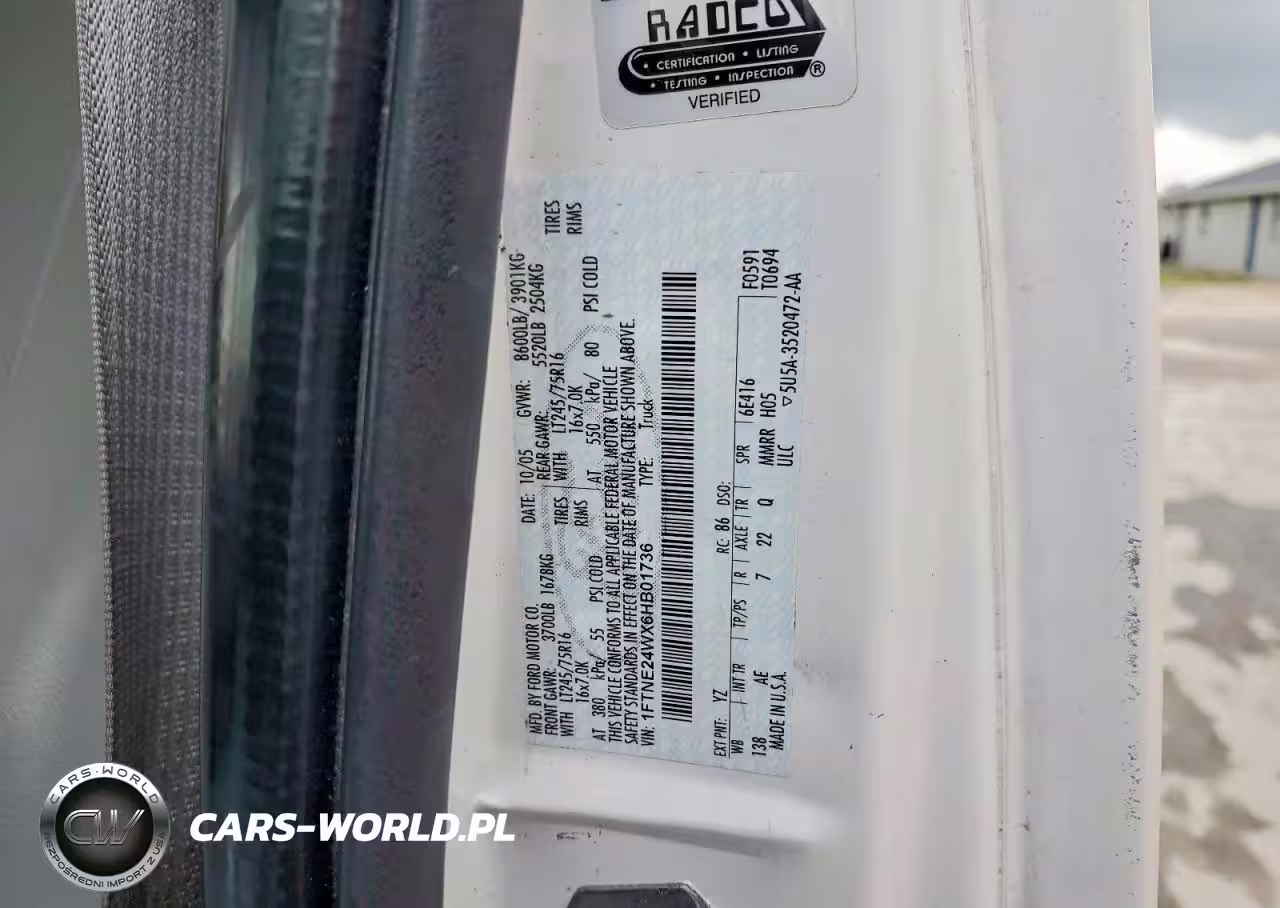 RADCO
• CERTIFICATION • LISTING
• TESTING • INSPECTION ®
VERIFIED
MFD. BY FORD MOTOR CO. DATE: 10/05 GVWR: 8600LB/ 3901KG
FRONT GAWR: 3700LB 1678KG REAR GAWR: 5520LB 2504KG
WITH LT245/75R16 TIRES WITH LT245/75R16 TIRES
16x7.0K RIMS 16x7.0K RIMS
AT 380 kPa/ 55 PSI COLD AT 550 kPa/ 80 PSI COLD
THIS VEHICLE CONFORMS TO ALL APPLICABLE FEDERAL MOTOR VEHICLE
SAFETY STANDARDS IN EFFECT ON THE DATE OF MANUFACTURE SHOWN ABOVE.
VIN: 1FTNE24WX6HB01736 TYPE: Truck
EXT PNT: YZ RC: 86 DSO: F0591
WB INT TR TP/PS R AXLE TR SPR 6E416 T0694
138 AE 7 22 Q MMRR H05
MADE IN U.S.A. ULC ▽5U5A-3520472-AA
CARS-WORLD
CW
BEZPOŚREDNI IMPORT Z USA
CARS-WORLD.PL